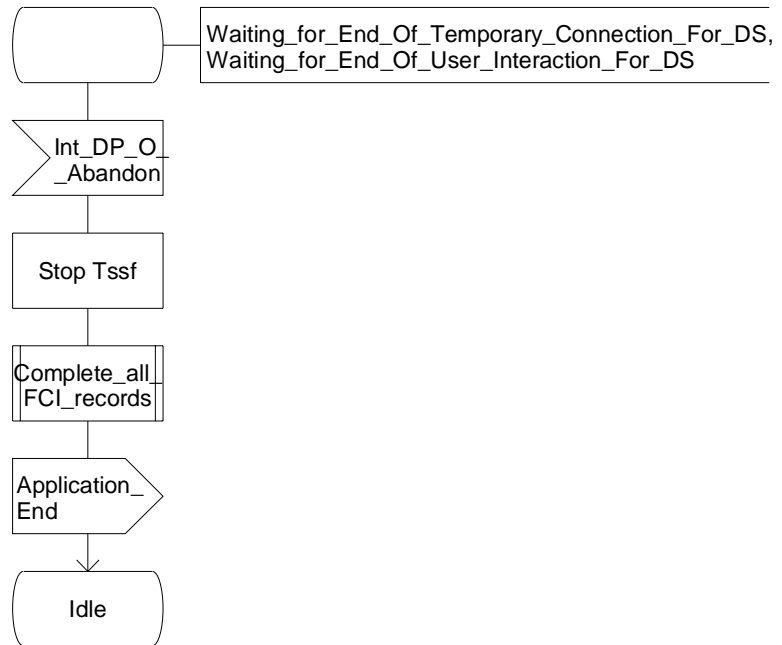 Waiting_for_End_Of_Temporary_Connection_For_DS,
Waiting_for_End_Of_User_Interaction_For_DS
Int_DP_O_
_Abandon
Stop Tssf
Complete_all_
FCI_records
Application_
End
Idle